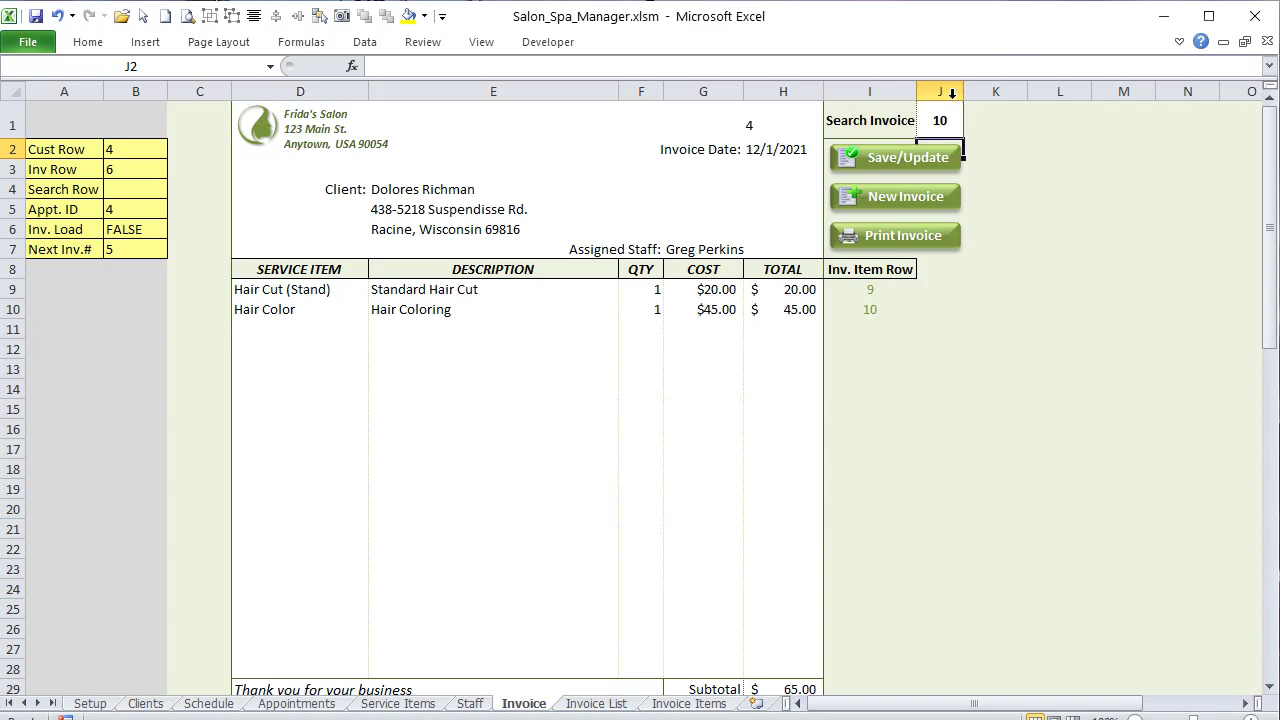 Salon_Spa_Manager.xlsm - Microsoft Excel
File Home Insert Page Layout Formulas Data Review View Developer
J2 fx
A B C D E F G H I J K L M N O
1 Frida's Salon 4 Search Invoice 10
123 Main St.
Anytown, USA 90054
2 Cust Row 4 Invoice Date: 12/1/2021 Save/Update
3 Inv Row 6
4 Search Row Client: Dolores Richman New Invoice
5 Appt. ID 4 438-5218 Suspendisse Rd.
6 Inv. Load FALSE Racine, Wisconsin 69816 Print Invoice
7 Next Inv.# 5 Assigned Staff: Greg Perkins
8 SERVICE ITEM DESCRIPTION QTY COST TOTAL Inv. Item Row
9 Hair Cut (Stand) Standard Hair Cut 1 $20.00 $ 20.00 9
10 Hair Color Hair Coloring 1 $45.00 $ 45.00 10
11
12
13
14
15
16
17
18
19
20
21
22
23
24
25
26
27
28
29 Thank you for your business Subtotal $ 65.00
Setup Clients Schedule Appointments Service Items Staff Invoice Invoice List Invoice Items